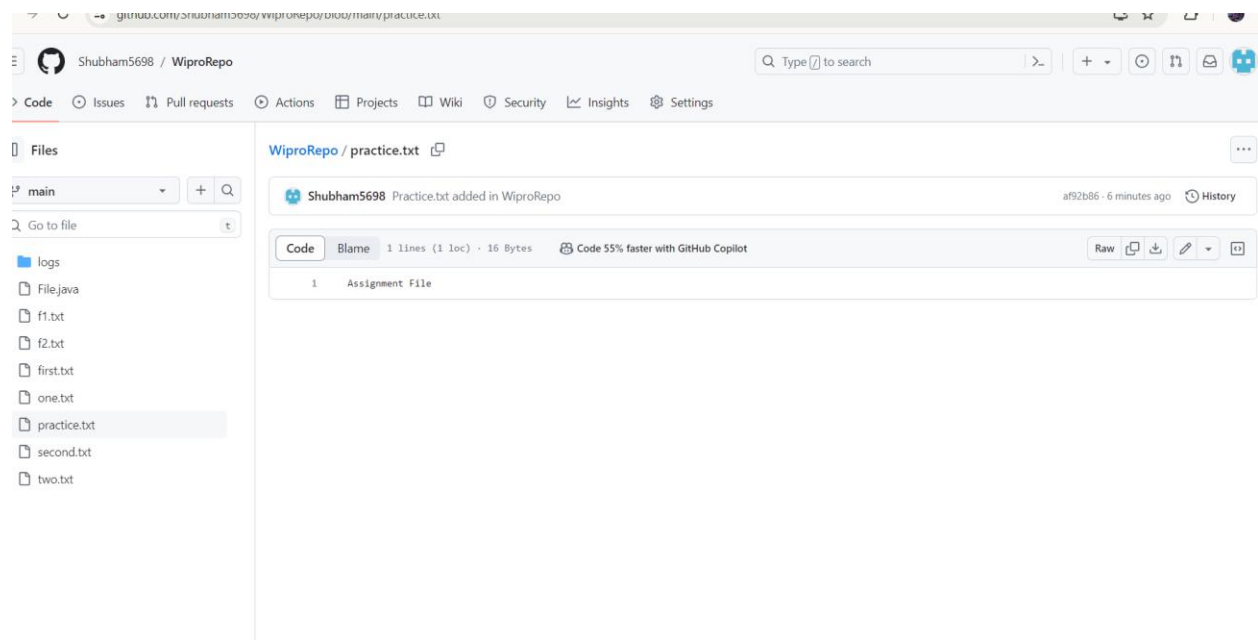 github.com/Shubham5698/WiproRepo/blob/main/practice.txt
Shubham5698 / WiproRepo
Type / to search
Code Issues Pull requests Actions Projects Wiki Security Insights Settings
Files
main
Go to file t
logs
File.java
f1.txt
f2.txt
first.txt
one.txt
practice.txt
second.txt
two.txt
WiproRepo / practice.txt
Shubham5698 Practice.txt added in WiproRepo af92b86 · 6 minutes ago History
Code Blame 1 lines (1 loc) · 16 Bytes Code 55% faster with GitHub Copilot Raw
1 Assignment File